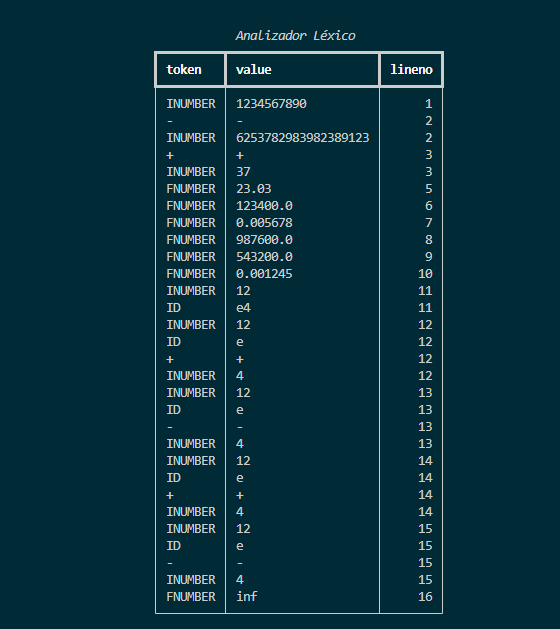 Analizador Léxico
token value lineno
INUMBER 1234567890 1
- - 2
INUMBER 6253782983982389123 2
+ + 3
INUMBER 37 3
FNUMBER 23.03 5
FNUMBER 123400.0 6
FNUMBER 0.005678 7
FNUMBER 987600.0 8
FNUMBER 543200.0 9
FNUMBER 0.001245 10
INUMBER 12 11
ID e4 11
INUMBER 12 12
ID e 12
+ + 12
INUMBER 4 12
INUMBER 12 13
ID e 13
- - 13
INUMBER 4 13
INUMBER 12 14
ID e 14
+ + 14
INUMBER 4 14
INUMBER 12 15
ID e 15
- - 15
INUMBER 4 15
FNUMBER inf 16